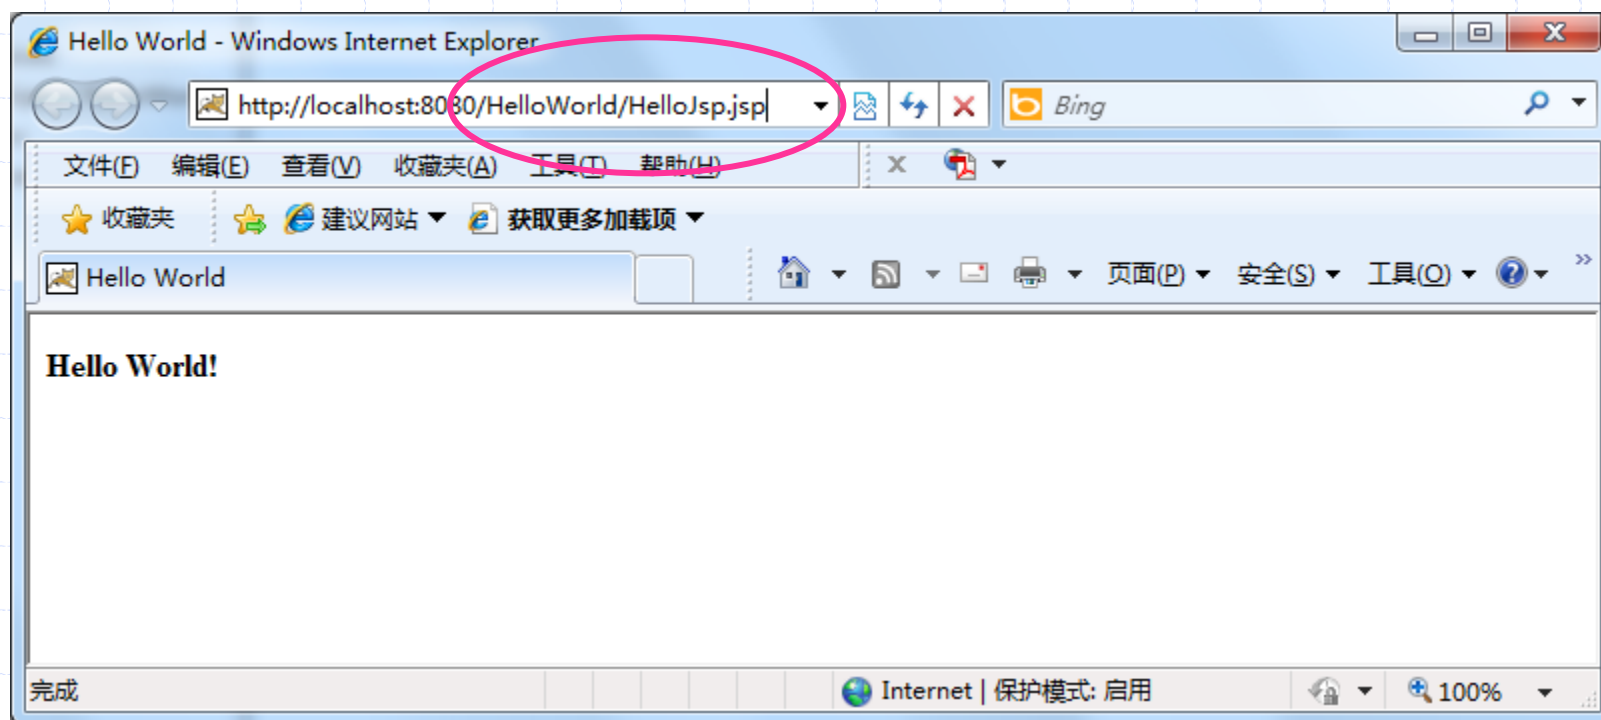 Hello World - Windows Internet Explorer
http://localhost:8080/HelloWorld/HelloJsp.jsp
Bing
文件(F) 编辑(E) 查看(V) 收藏夹(A) 工具(T) 帮助(H)
x
收藏夹 建议网站 获取更多加载项
Hello World
页面(P) 安全(S) 工具(O)
Hello World!
完成
Internet | 保护模式: 启用
100%